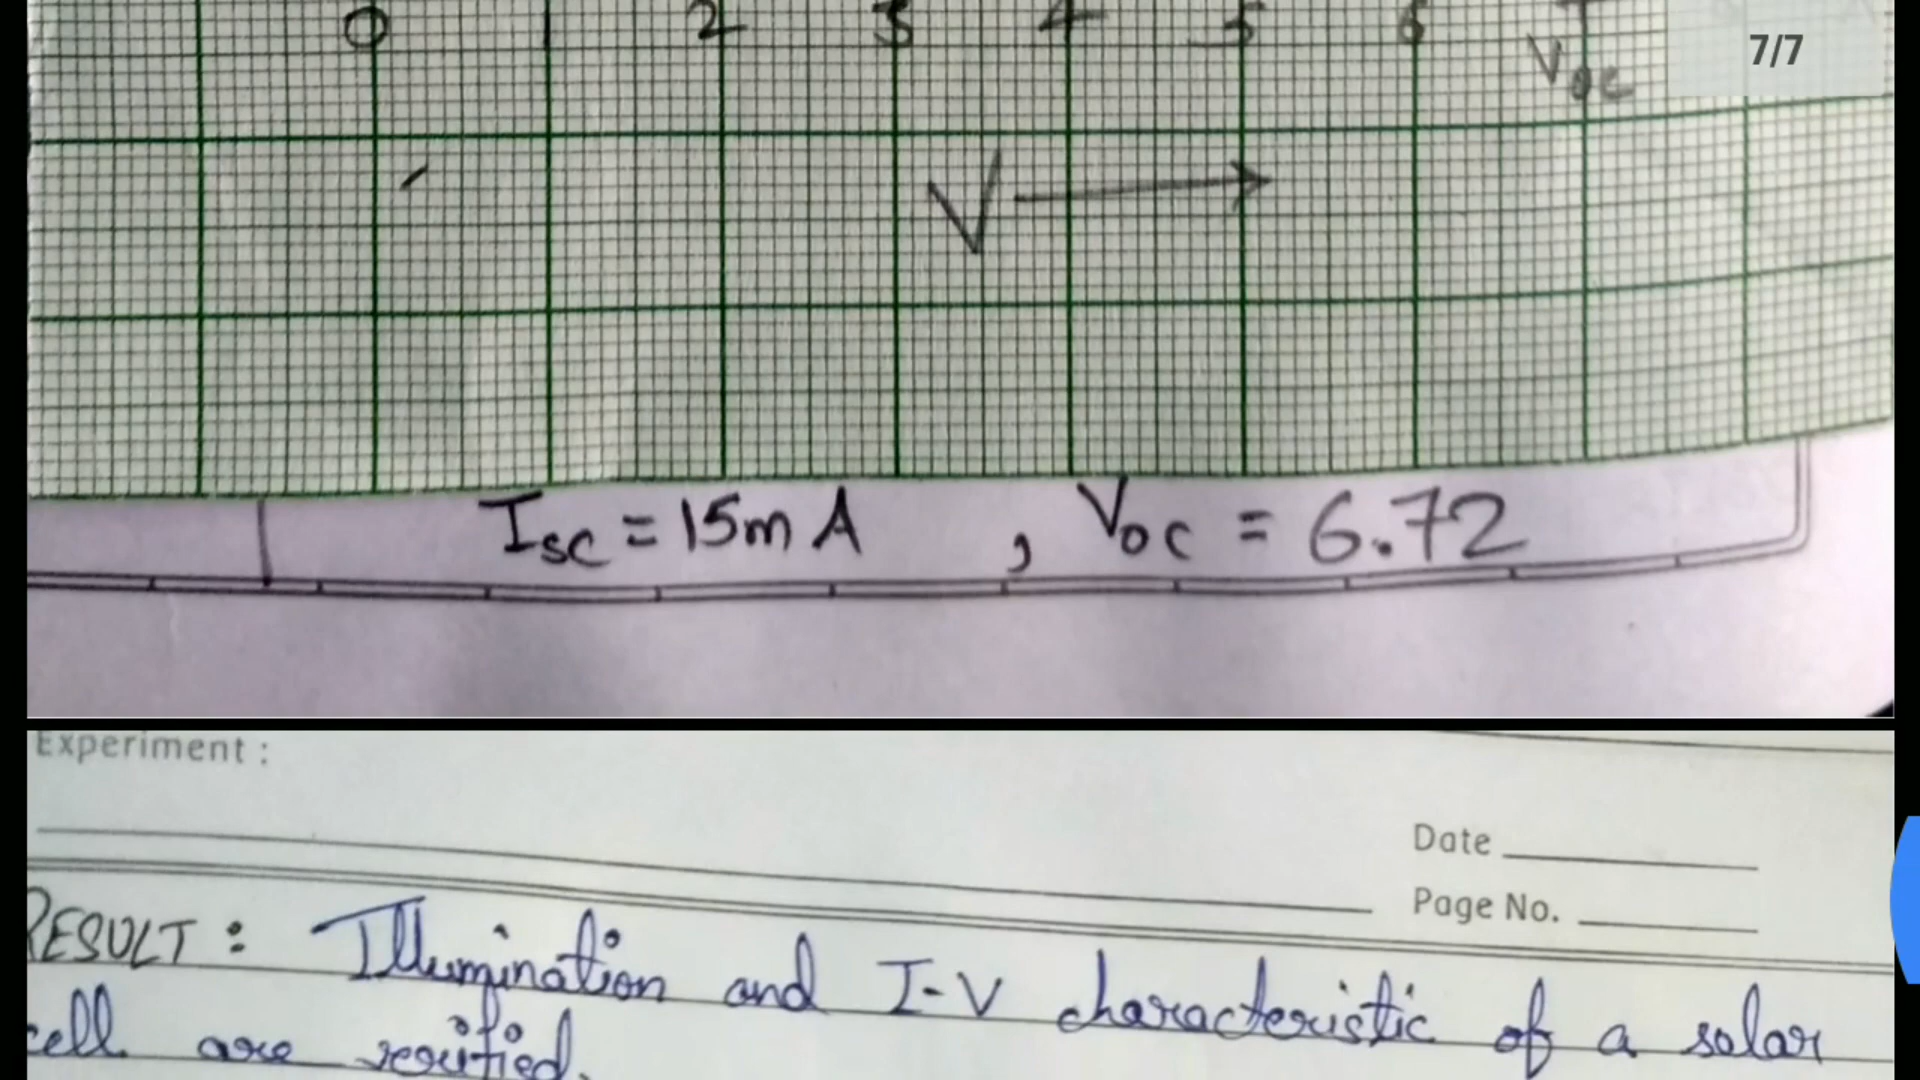 0 1 2 3 4 5 6
Voc
7/7
V
Isc = 15mA , Voc = 6.72
Experiment :
Date
Page No.
RESULT : Illumination and I-V characteristic of a solar
cell are verified.